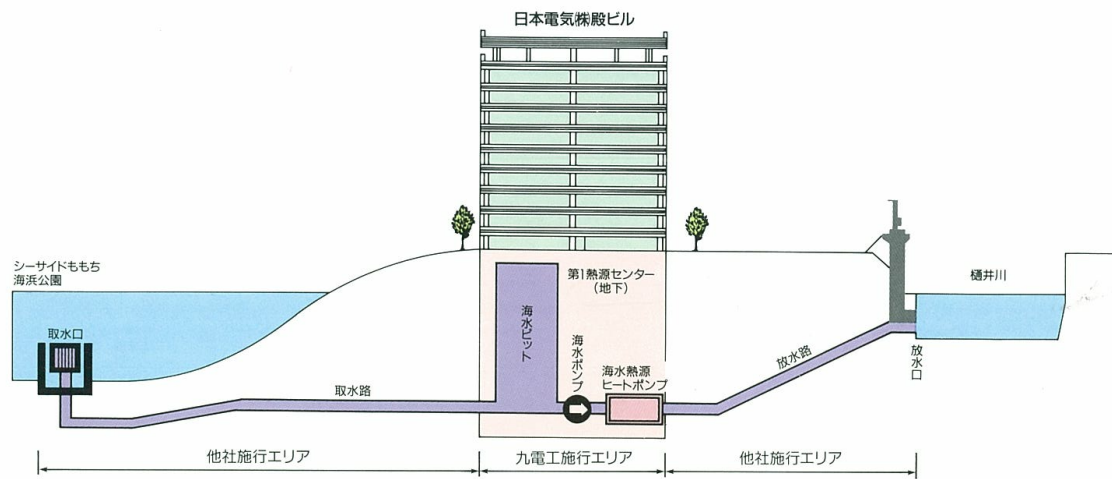 日本電気㈱殿ビル
シーサイドももち
海浜公園
取水口
取水路
第1熱源センター
(地下)
海水ピット
海水ポンプ
海水熱源
ヒートポンプ
放水路
放水口
樋井川
他社施行エリア
九電工施行エリア
他社施行エリア